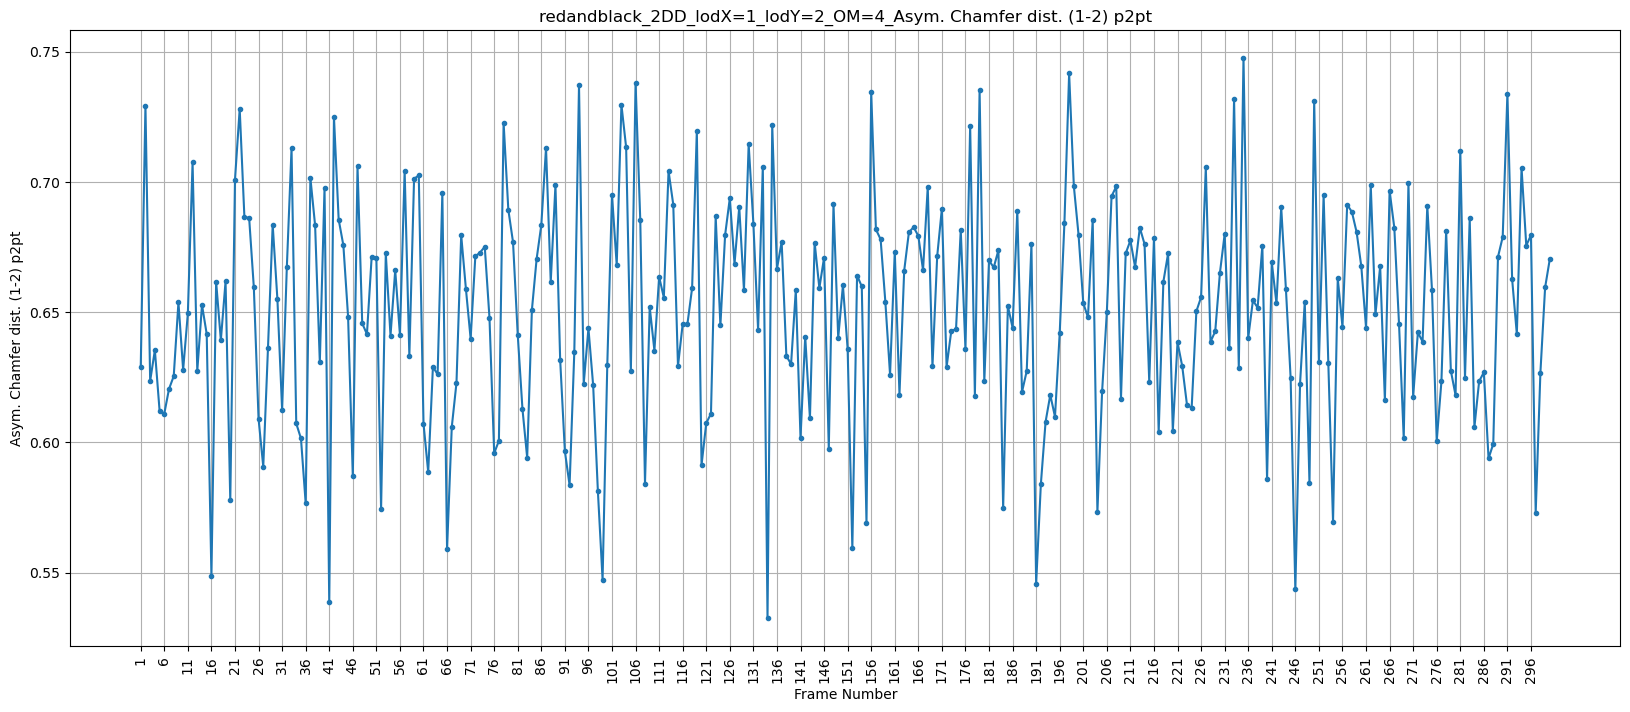 redandblack_2DD_lodX=1_lodY=2_OM=4_Asym. Chamfer dist. (1-2) p2pt
0.75
0.70
0.65
0.60
0.55
Asym. Chamfer dist. (1-2) p2pt
1 6 11 16 21 26 31 36 41 46 51 56 61 66 71 76 81 86 91 96 101 106 111 116 121 126 131 136 141 146 151 156 161 166 171 176 181 186 191 196 201 206 211 216 221 226 231 236 241 246 251 256 261 266 271 276 281 286 291 296
Frame Number